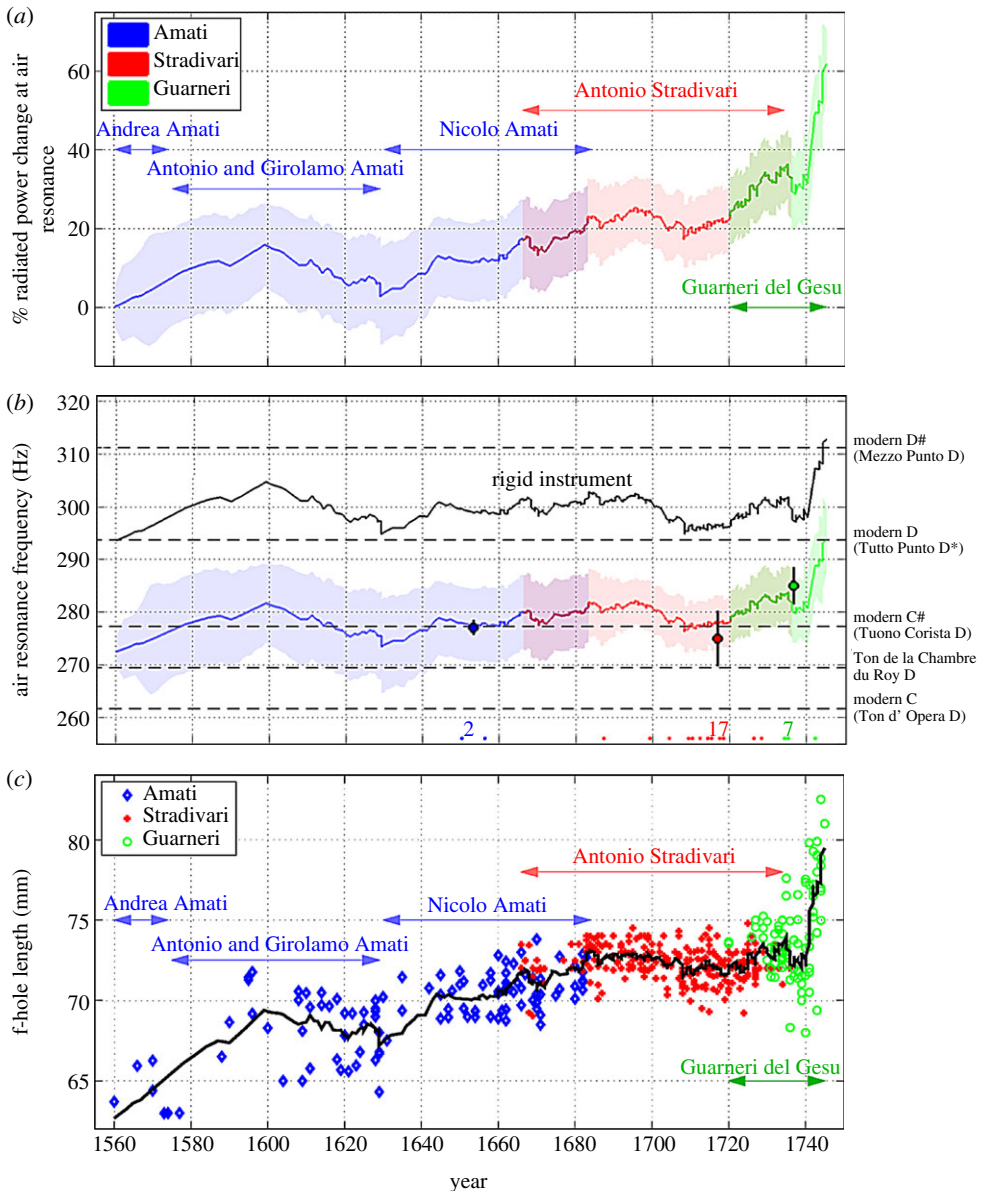 (a)
% radiated power change at air
resonance
60
40
20
0
Amati
Stradivari
Guarneri
Antonio Stradivari
Andrea Amati
Nicolo Amati
Antonio and Girolamo Amati
Guarneri del Gesu
(b)
air resonance frequency (Hz)
320
310
300
290
280
270
260
rigid instrument
modern D#
(Mezzo Punto D)
modern D
(Tutto Punto D*)
modern C#
(Tuono Corista D)
Ton de la Chambre
du Roy D
modern C
(Ton d' Opera D)
2
17
7
(c)
f-hole length (mm)
80
75
70
65
Amati
Stradivari
Guarneri
Antonio Stradivari
Andrea Amati
Nicolo Amati
Antonio and Girolamo Amati
Guarneri del Gesu
1560 1580 1600 1620 1640 1660 1680 1700 1720 1740
year